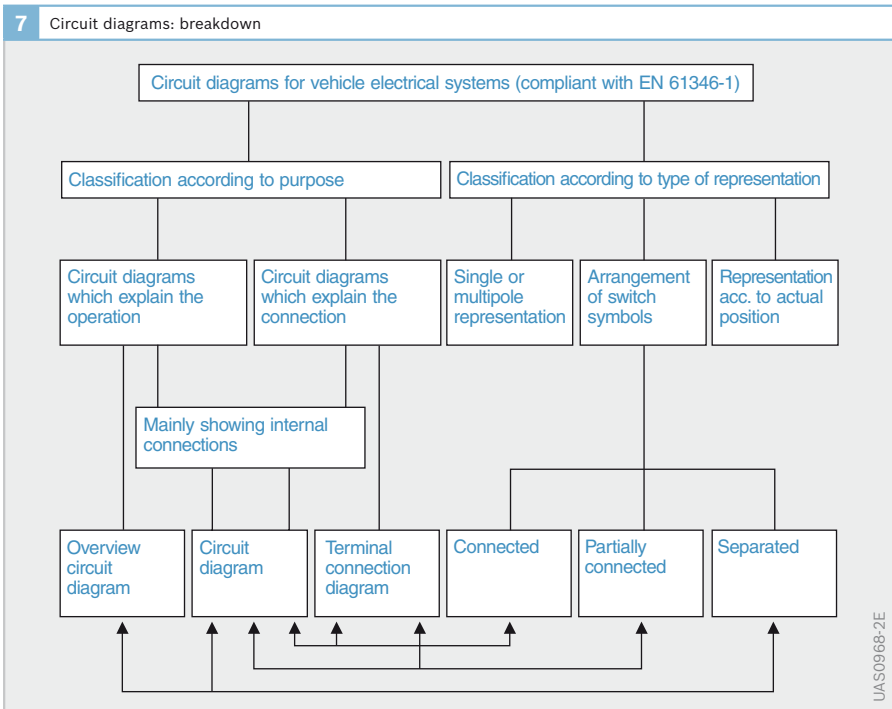 7 Circuit diagrams: breakdown
Circuit diagrams for vehicle electrical systems (compliant with EN 61346-1)
Classification according to purpose
Classification according to type of representation
Circuit diagrams
which explain the
operation
Circuit diagrams
which explain the
connection
Single or
multipole
representation
Arrangement
of switch
symbols
Representation
acc. to actual
position
Mainly showing internal
connections
Overview
circuit
diagram
Circuit
diagram
Terminal
connection
diagram
Connected
Partially
connected
Separated
UAS0968-2E